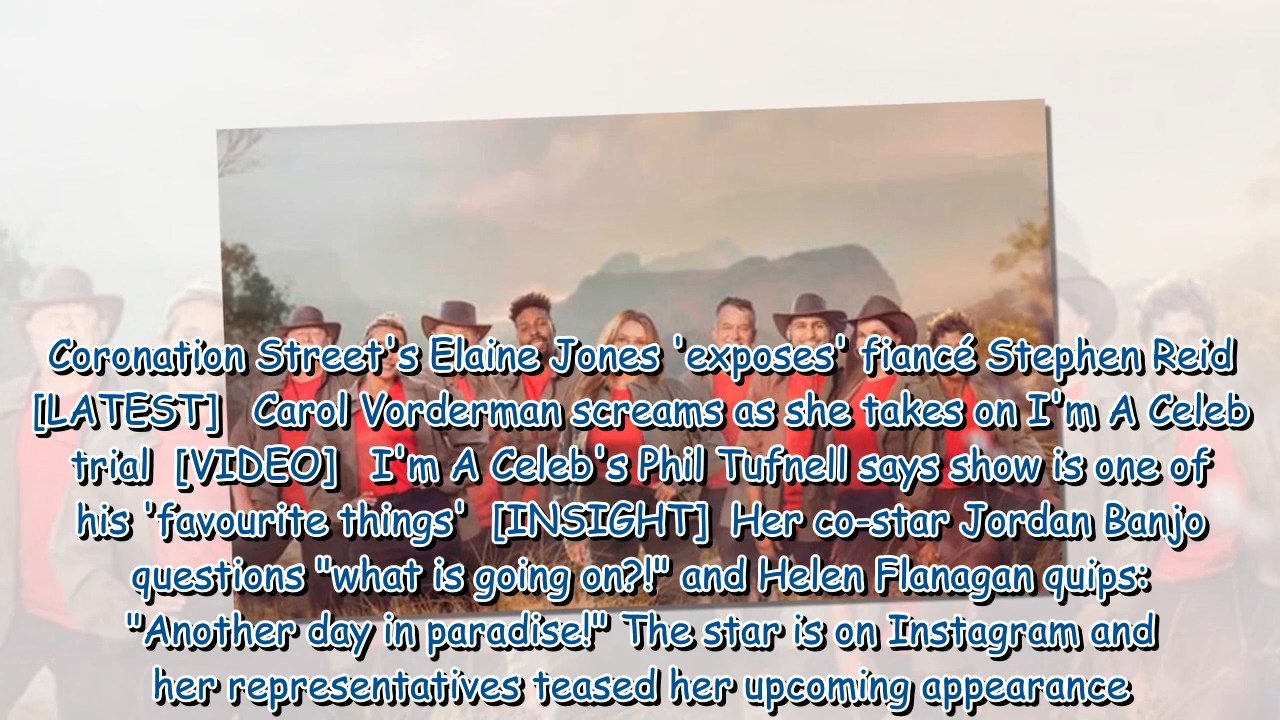 Coronation Street's Elaine Jones 'exposes' fiancé Stephen Reid
[LATEST] Carol Vorderman screams as she takes on I'm A Celeb
trial [VIDEO] I'm A Celeb's Phil Tufnell says show is one of
his 'favourite things' [INSIGHT] Her co-star Jordan Banjo
questions "what is going on?!" and Helen Flanagan quips:
"Another day in paradise!" The star is on Instagram and
her representatives teased her upcoming appearance